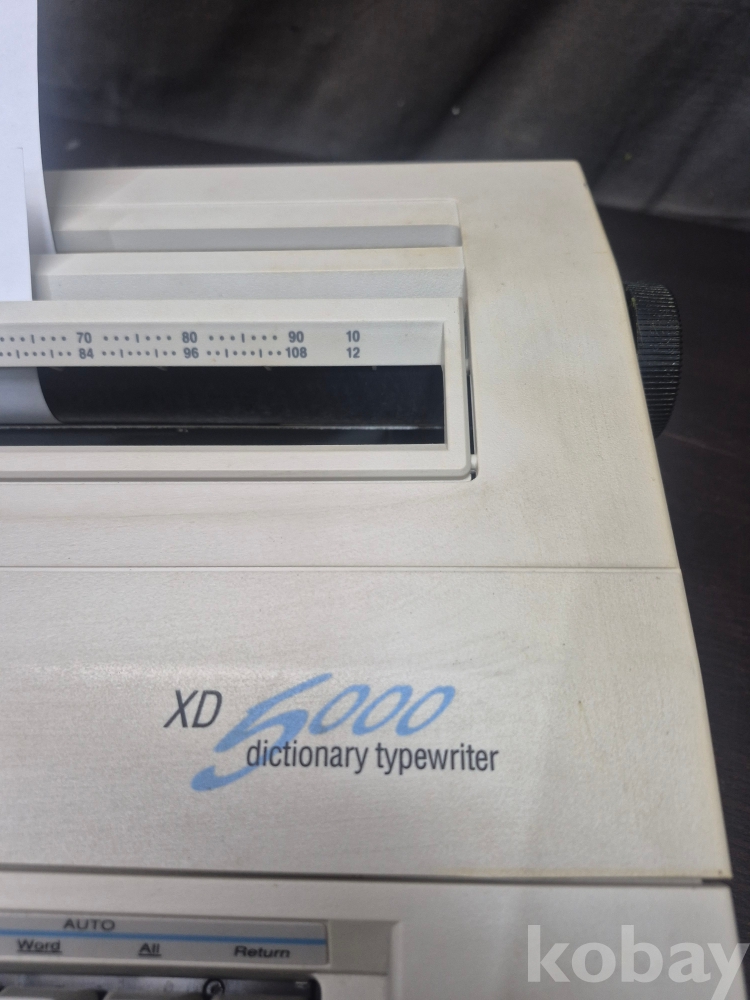 70 80 90 10
84 96 108 12
XD 5000
dictionary typewriter
AUTO
Word All Return
kobay